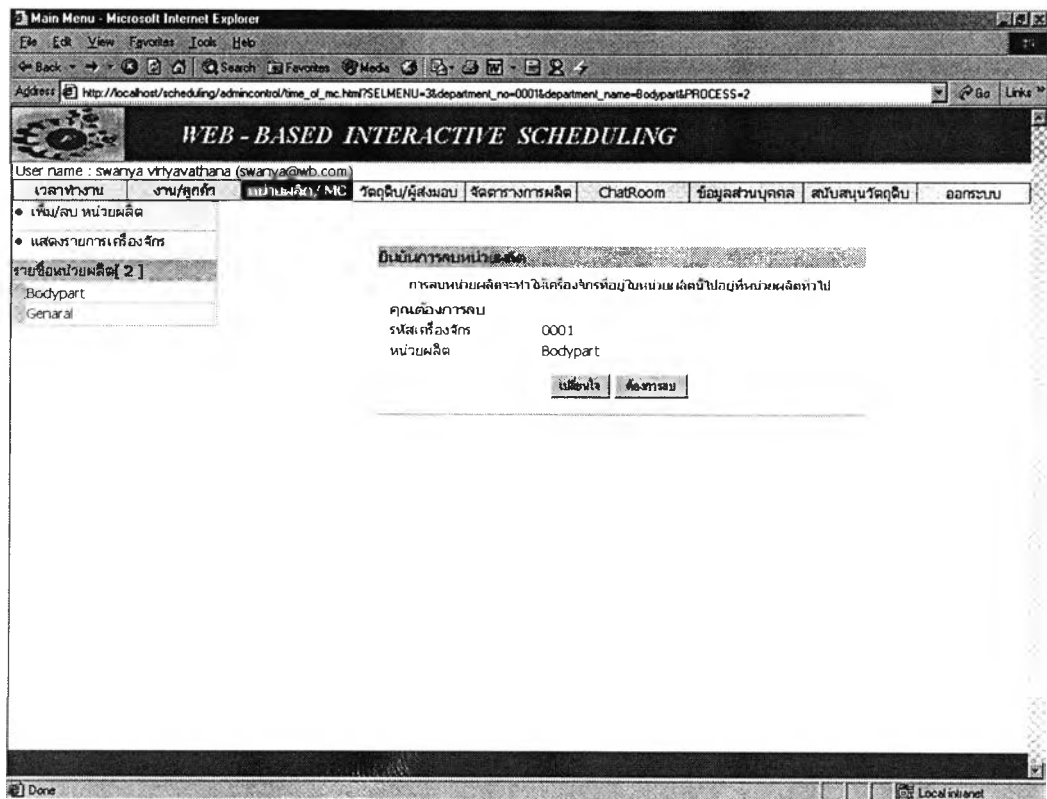 Main Menu - Microsoft Internet Explorer
File Edit View Favorites Tools Help
Back Search Favorites Media
Address http://localhost/scheduling/admincontrol/time_of_mc.html?SELMENU=3&department_no=0001&department_name=Bodypart&PROCESS=2 Go Links »
WEB - BASED INTERACTIVE SCHEDULING
User name : swanya viriyavathana (swanya@wb.com)
เวลาทำงาน งาน/ลูกค้า หน่วยผลิต/ MC วัตถุดิบ/ผู้ส่งมอบ จัดตารางการผลิต ChatRoom ข้อมูลส่วนบุคคล สนับสนุนวัตถุดิบ ออกระบบ
• เพิ่ม/ลบ หน่วยผลิต
• แสดงรายการเครื่องจักร
รายชื่อหน่วยผลิต[ 2 ]
Bodypart
Genaral
ยืนยันการลบหน่วยผลิต
การลบหน่วยผลิตจะทำให้เครื่องจักรที่อยู่ในหน่วยผลิตนี้ไปอยู่ที่หน่วยผลิตทั่วไป
คุณต้องการลบ
รหัสเครื่องจักร 0001
หน่วยผลิต Bodypart
เปลี่ยนใจ ต้องการลบ
Done Local intranet